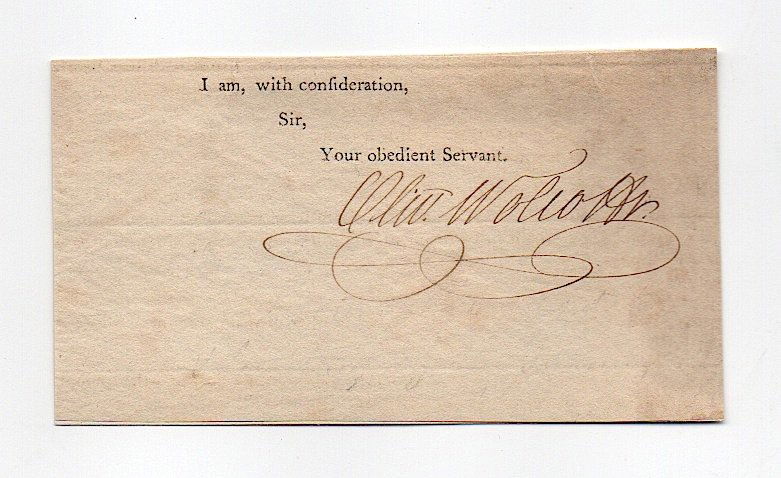 I am, with conſideration,
Sir,
Your obedient Servant.
Oliv. Wolcott Jr.